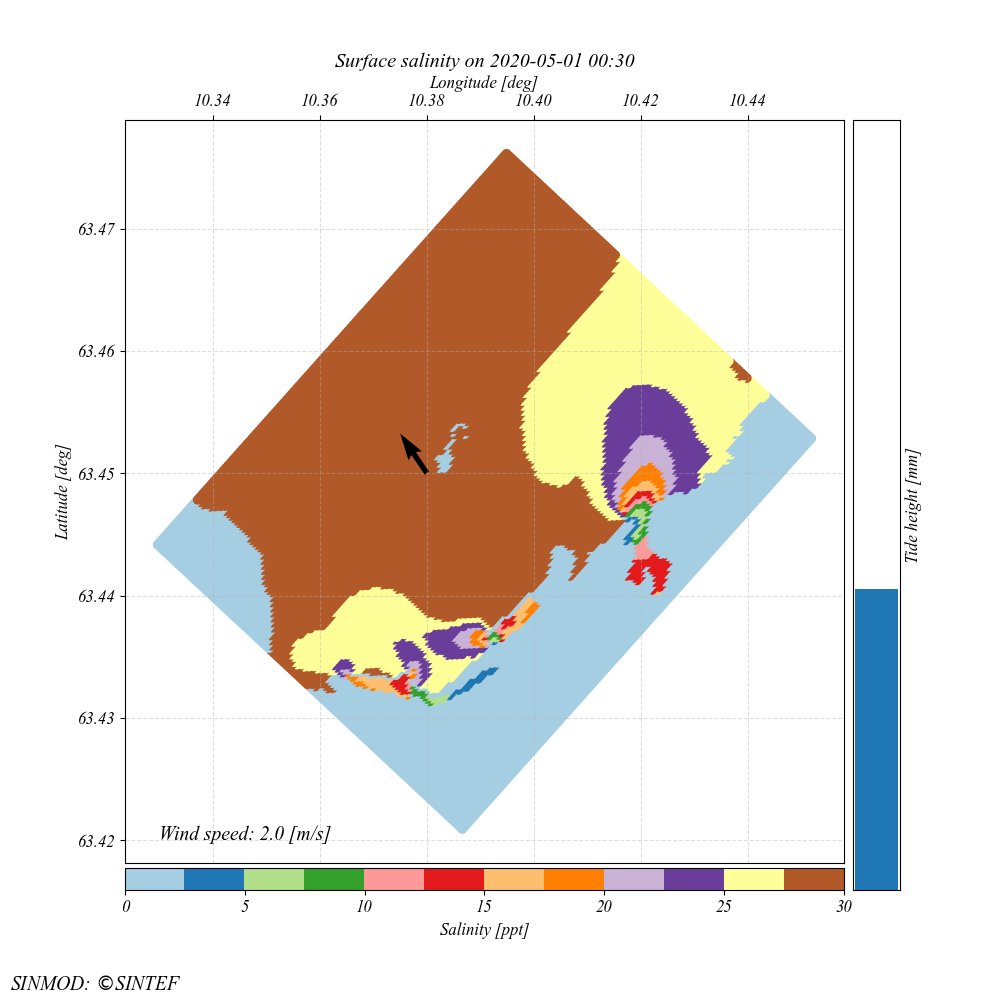 Surface salinity on 2020-05-01 00:30
Longitude [deg]
10.34 10.36 10.38 10.40 10.42 10.44
63.47
63.46
63.45
63.44
63.43
63.42
Latitude [deg]
Tide height [mm]
Wind speed: 2.0 [m/s]
0 5 10 15 20 25 30
Salinity [ppt]
SINMOD: ©SINTEF